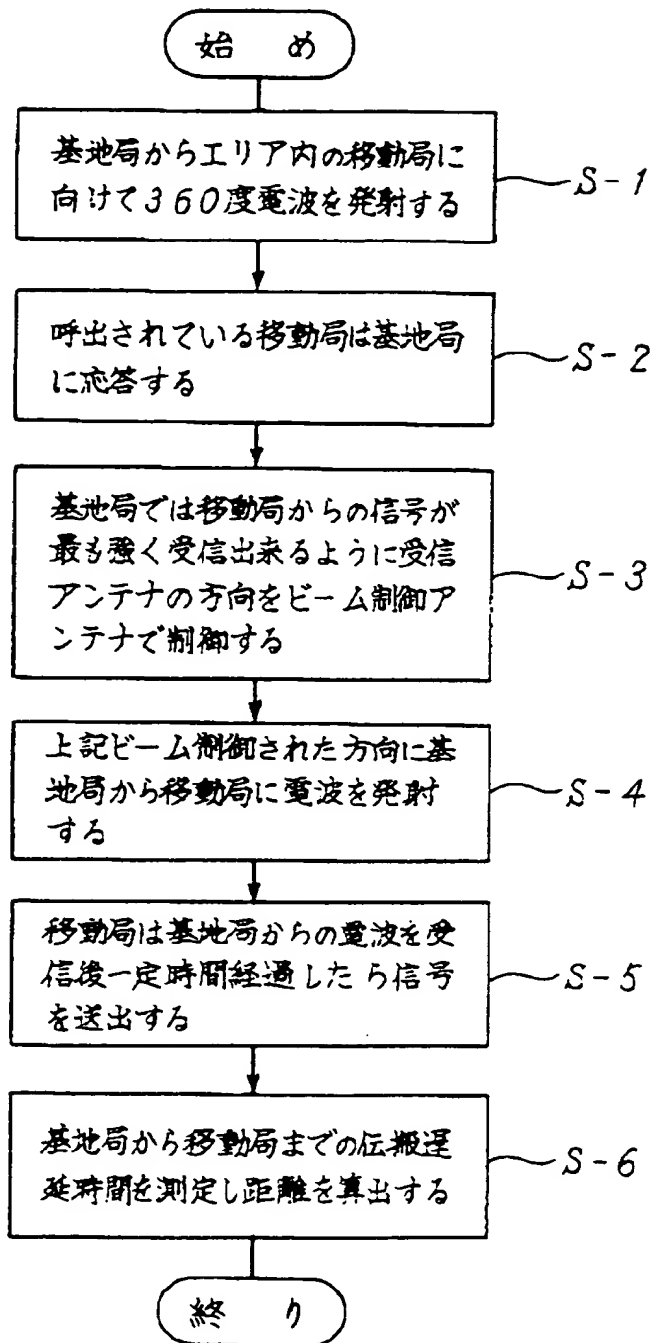 始 め
基地局からエリア内の移動局に
向けて360度電波を発射する
S-1
呼出されている移動局は基地局
に応答する
S-2
基地局では移動局からの信号が
最も強く受信出来るように受信
アンテナの方向をビーム制御ア
ンテナで制御する
S-3
上記ビーム制御された方向に基
地局から移動局に電波を発射
する
S-4
移動局は基地局からの電波を受
信後一定時間経過したら信号
を送出する
S-5
基地局から移動局までの伝搬遅
延時間を測定し距離を算出する
S-6
終 り